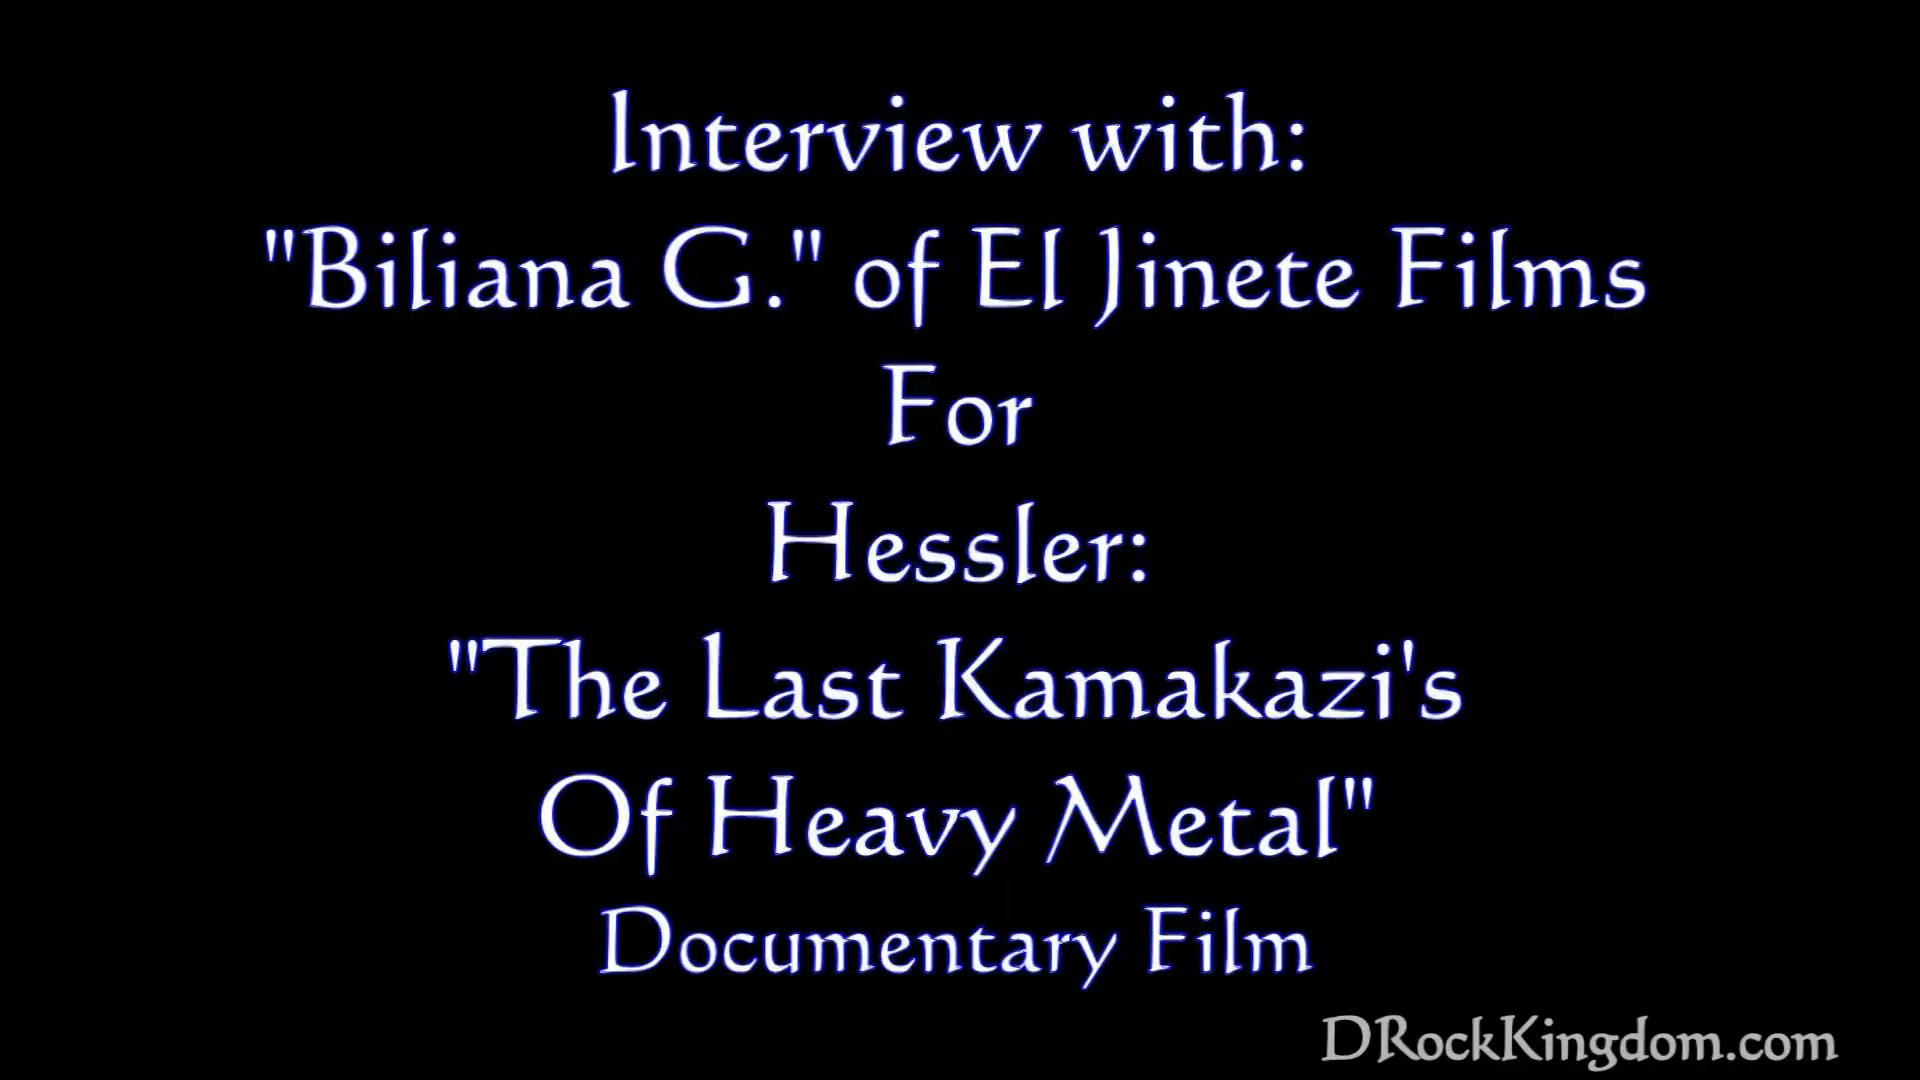 Interview with:
"Biliana G." of El Jinete Films
For
Hessler:
"The Last Kamakazi's
Of Heavy Metal"
Documentary Film
DRockKingdom.com